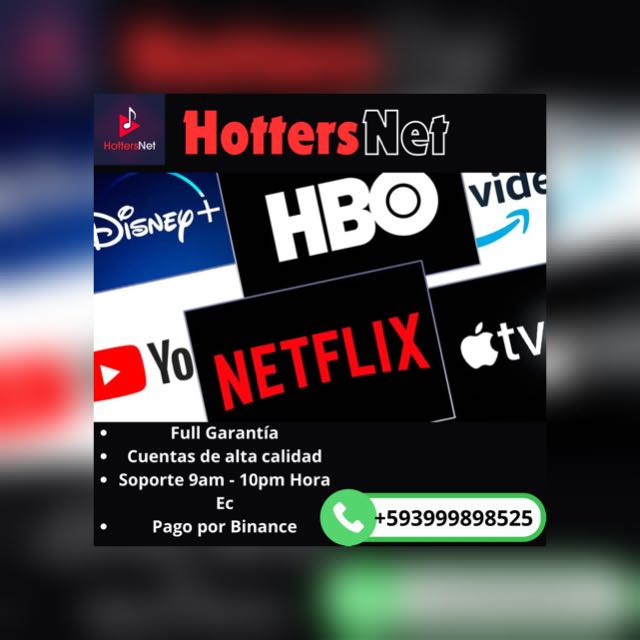 HottersNet
HottersNet
Disney+
HBO
vide
Yo
NETFLIX
tv
• Full Garantía
• Cuentas de alta calidad
• Soporte 9am - 10pm Hora
Ec
• Pago por Binance
+593999898525